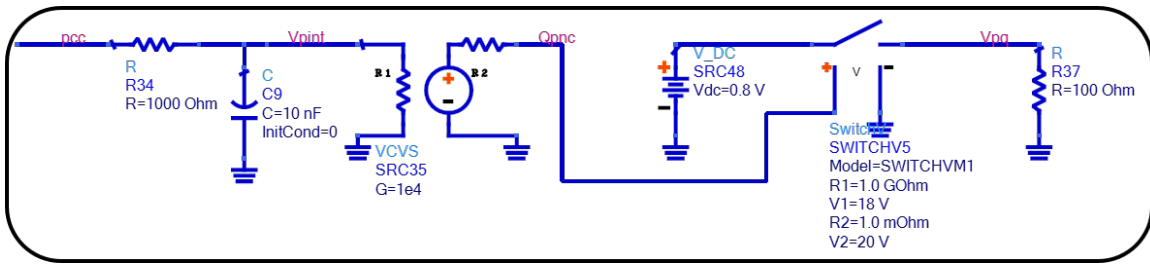 pcc
Vpint
Qpnc
Vpq
R
R34
R=1000 Ohm
C
C9
C=10 nF
InitCond=0
R1
R2
+
-
VCVS
SRC35
G=1e4
V_DC
SRC48
Vdc=0.8 V
+
-
+
V
-
SwitchV
SWITCHV5
Model=SWITCHVM1
R1=1.0 GOhm
V1=18 V
R2=1.0 mOhm
V2=20 V
R
R37
R=100 Ohm